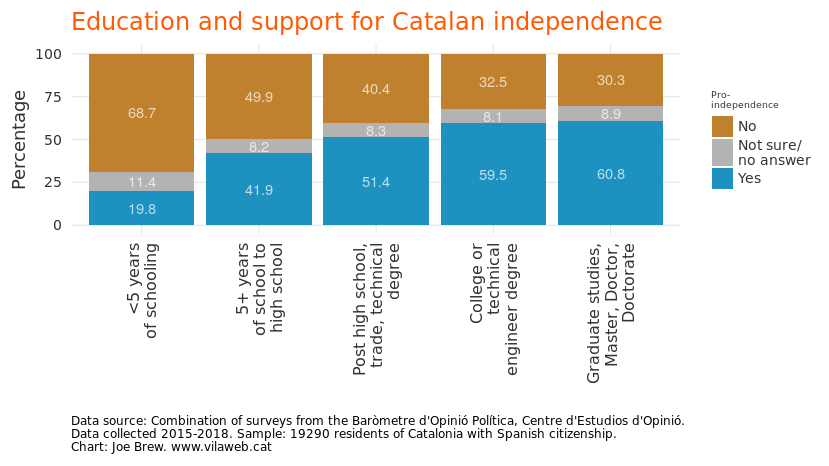 Education and support for Catalan independence
Percentage
100
75
50
25
0
68.7
11.4
19.8
49.9
8.2
41.9
40.4
8.3
51.4
32.5
8.1
59.5
30.3
8.9
60.8
Pro-
independence
No
Not sure/
no answer
Yes
<5 years
of schooling
5+ years
of school to
high school
Post high school,
trade, technical
degree
College or
technical
engineer degree
Graduate studies,
Master, Doctor,
Doctorate
Data source: Combination of surveys from the Baròmetre d'Opinió Política, Centre d'Estudios d'Opinió.
Data collected 2015-2018. Sample: 19290 residents of Catalonia with Spanish citizenship.
Chart: Joe Brew. www.vilaweb.cat